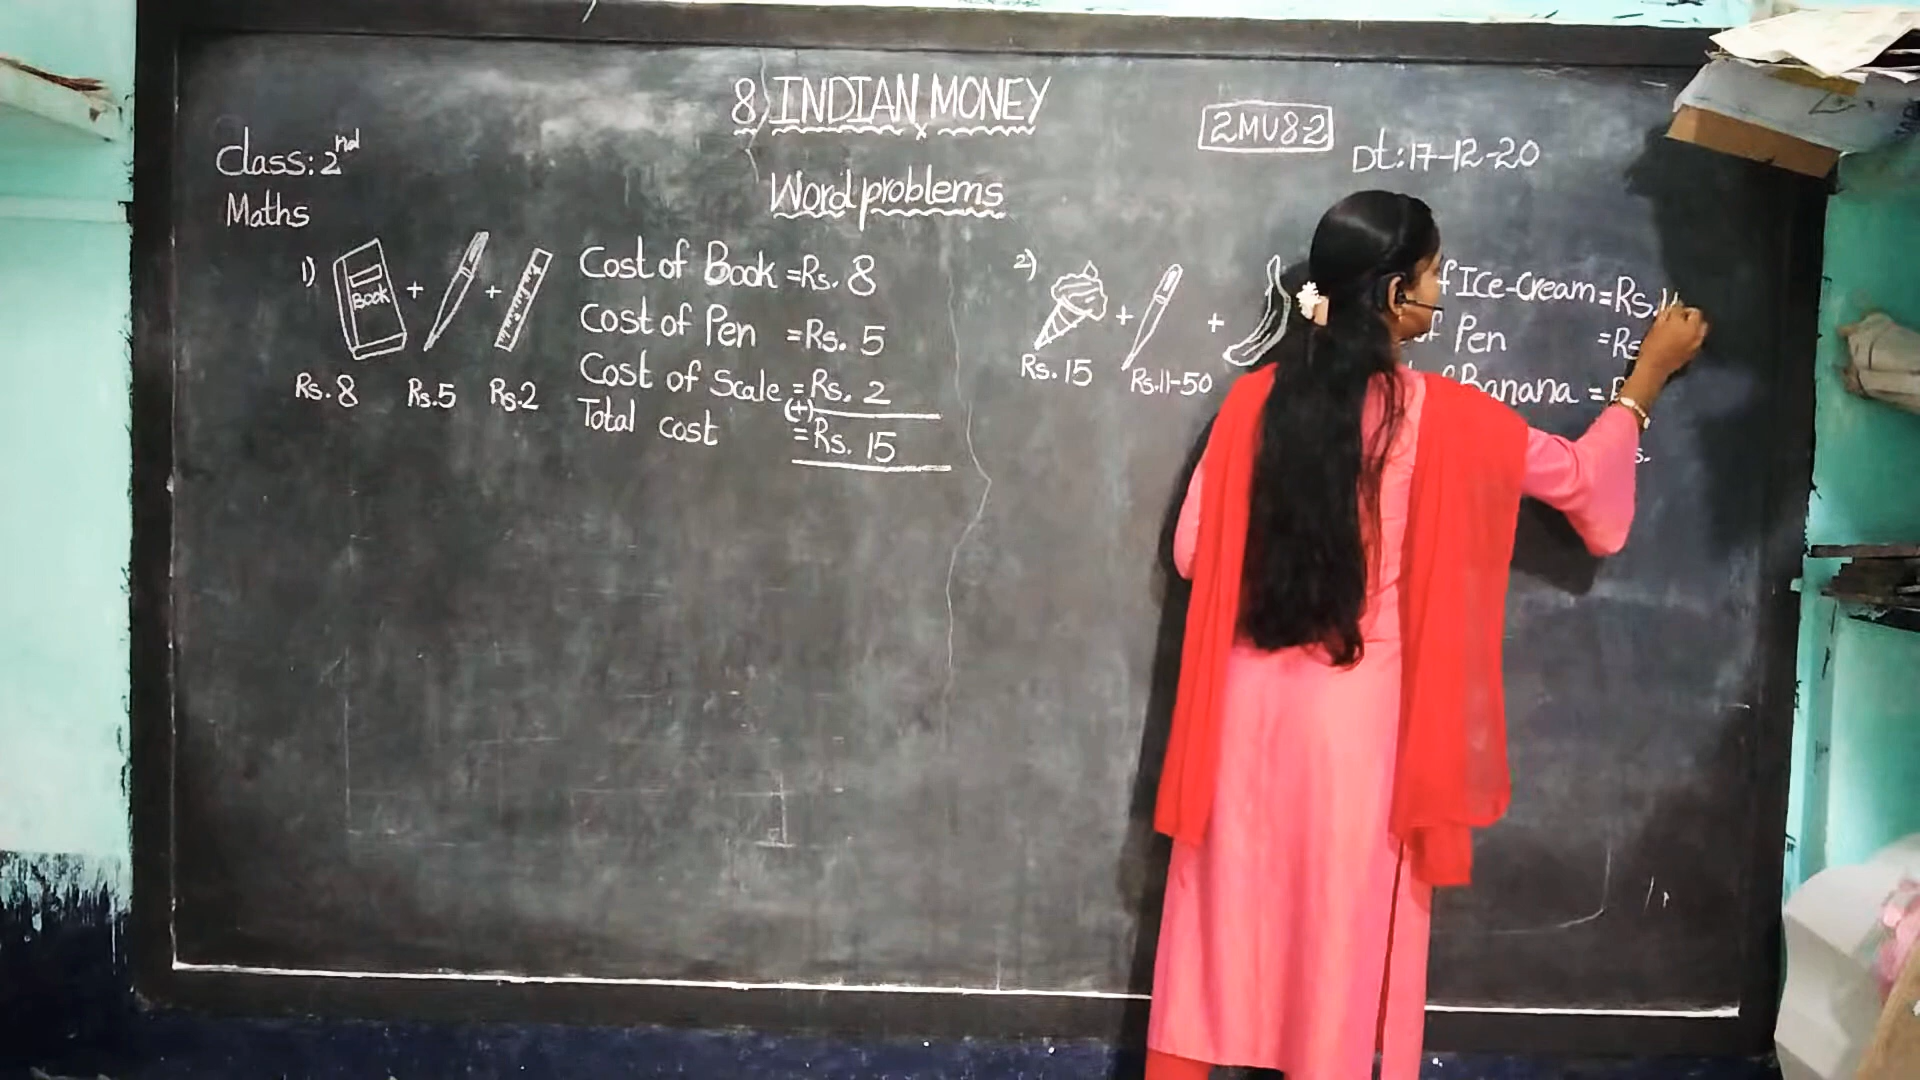 8) INDIAN MONEY
2MU8.2
Dt:17-12-20
Class: 2nd
Maths
Word problems
1)
Book
Rs. 8 Rs.5 Rs.2
Cost of Book =Rs. 8
Cost of Pen =Rs. 5
Cost of Scale =Rs. 2
(+)
Total cost =Rs. 15
2)
Rs. 15 Rs.11-50
f Ice-cream=Rs.
of Pen =Rs
Banana =
s.